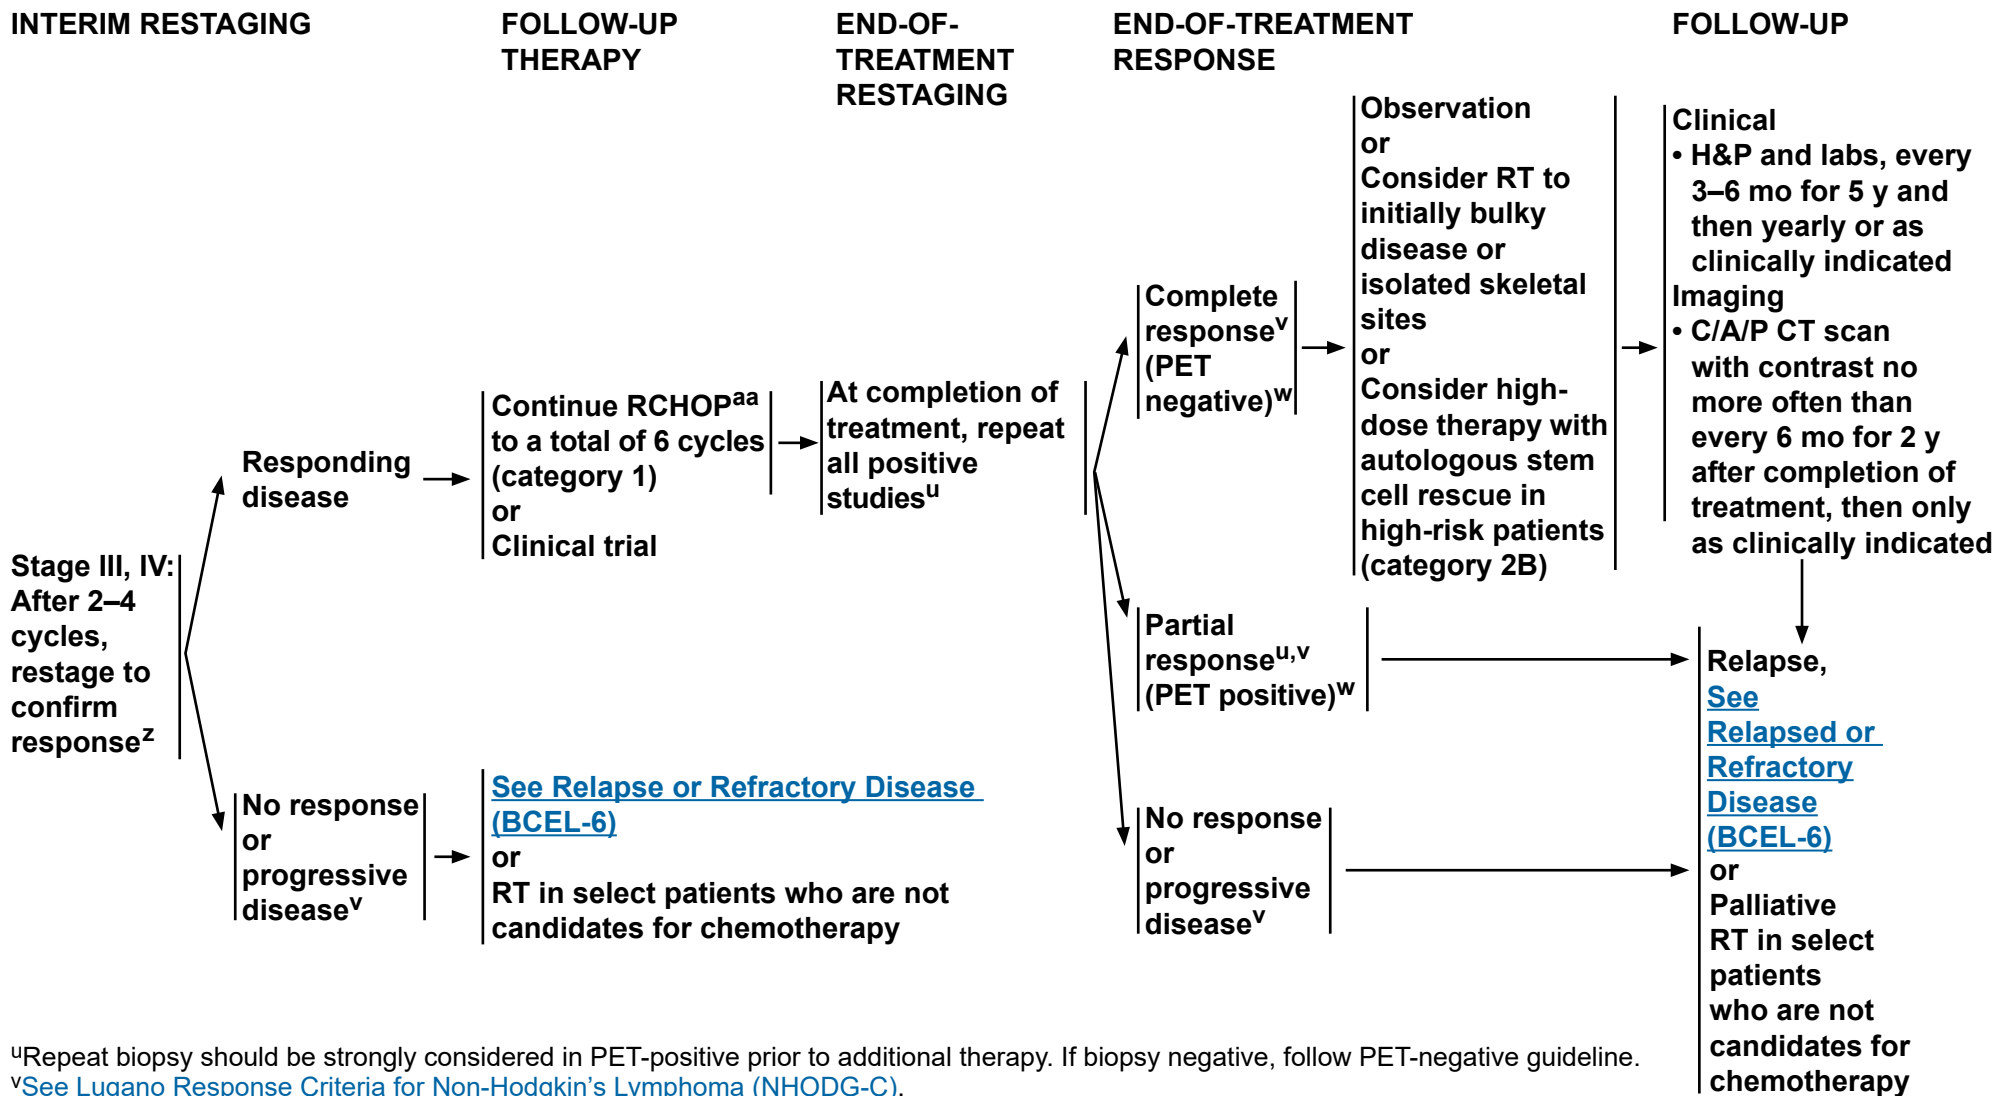 INTERIM RESTAGING
FOLLOW-UP
THERAPY
END-OF-
TREATMENT
RESTAGING
END-OF-TREATMENT
RESPONSE
FOLLOW-UP
Stage III, IV:
After 2–4
cycles,
restage to
confirm
responseᶻ
Responding
disease
No response
or
progressive
diseaseᵛ
Continue RCHOPᵃᵃ
to a total of 6 cycles
(category 1)
or
Clinical trial
See Relapse or Refractory Disease
(BCEL-6)
or
RT in select patients who are not
candidates for chemotherapy
At completion of
treatment, repeat
all positive
studiesᵘ
Complete
responseᵛ
(PET
negative)ʷ
Partial
responseᵘ,ᵛ
(PET positive)ʷ
No response
or
progressive
diseaseᵛ
Observation
or
Consider RT to
initially bulky
disease or
isolated skeletal
sites
or
Consider high-
dose therapy with
autologous stem
cell rescue in
high-risk patients
(category 2B)
Clinical
• H&P and labs, every
3–6 mo for 5 y and
then yearly or as
clinically indicated
Imaging
• C/A/P CT scan
with contrast no
more often than
every 6 mo for 2 y
after completion of
treatment, then only
as clinically indicated
Relapse,
See
Relapsed or
Refractory
Disease
(BCEL-6)
or
Palliative
RT in select
patients
who are not
candidates for
chemotherapy
ᵘRepeat biopsy should be strongly considered in PET-positive prior to additional therapy. If biopsy negative, follow PET-negative guideline.
ᵛSee Lugano Response Criteria for Non-Hodgkin’s Lymphoma (NHODG-C).